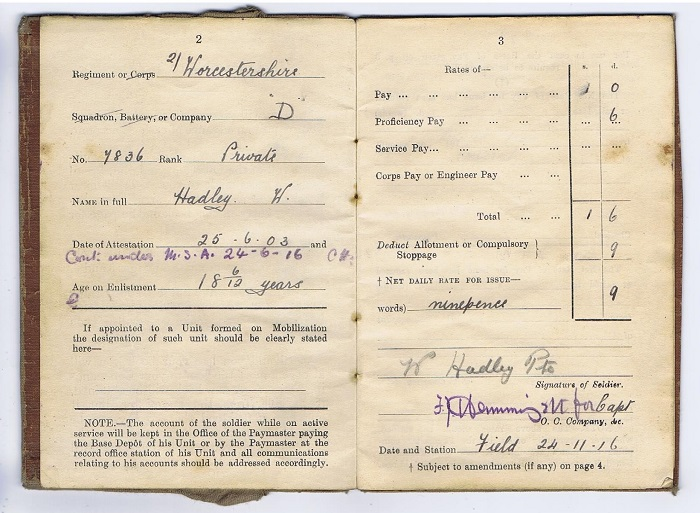 2
Regiment or Corps 2/ Worcestershire
Squadron, Battery, or Company "D"
No. 7836 Rank Private
NAME in full Hadley. W.
Date of Attestation 25-6-03 and
Cont: under M.S.A. 24-6-16
Age on Enlistment 18 6/12 years
If appointed to a Unit formed on Mobilization
the designation of such unit should be clearly stated
here—
NOTE.—The account of the soldier while on active
service will be kept in the Office of the Paymaster paying
the Base Depôt of his Unit or by the Paymaster at the
record office station of his Unit and all communications
relating to his accounts should be addressed accordingly.
3
Rates of— s. d.
Pay ... ... ... ... ... ... 1 0
Proficiency Pay ... ... ... ... 6
Service Pay... ... ... ... ... ... ...
Corps Pay or Engineer Pay ... ...
Total ... ... 1 6
Deduct Allotment or Compulsory
Stoppage } 9
† NET DAILY RATE FOR ISSUE—
words) ninepence 9
W Hadley Pte
Signature of Soldier.
Lt for Capt
O. C. Company, &c.
Date and Station Field 24-11-16
† Subject to amendments (if any) on page 4.